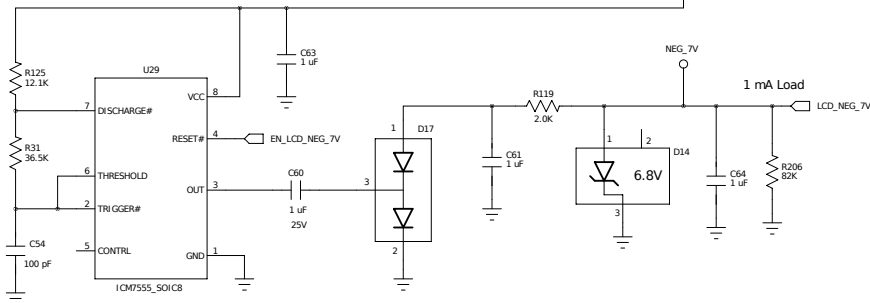 U29
C63
1 uF
NEG_7V
1 mA Load
R125
12.1K
VCC
8
7
DISCHARGE#
R119
2.0K
LCD_NEG_7V
RESET#
4
EN_LCD_NEG_7V
1
D17
R31
36.5K
1
2
D14
6.8V
C61
1 uF
C64
1 uF
R206
82K
6
THRESHOLD
C60
OUT
3
3
1 uF
25V
2
TRIGGER#
3
C54
100 pF
5
CONTRL
GND
1
2
ICM7555_SOIC8